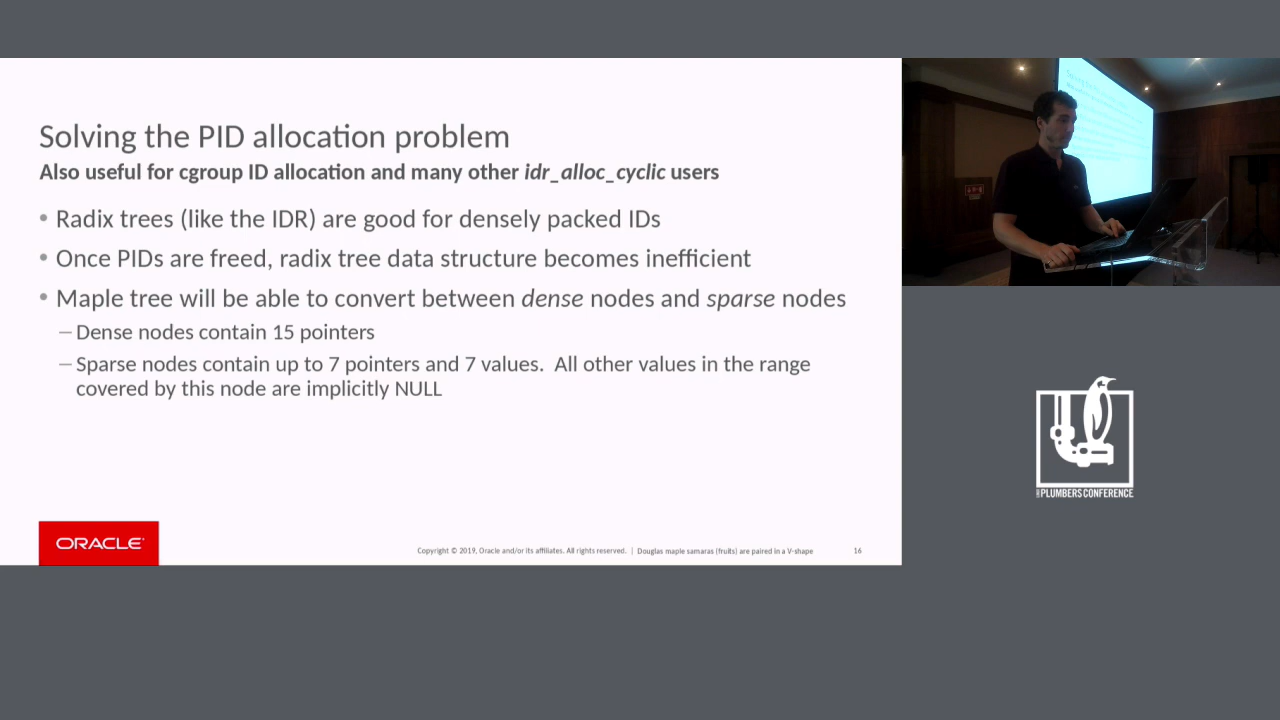 Solving the PID allocation problem
Also useful for cgroup ID allocation and many other idr_alloc_cyclic users
• Radix trees (like the IDR) are good for densely packed IDs
• Once PIDs are freed, radix tree data structure becomes inefficient
• Maple tree will be able to convert between dense nodes and sparse nodes
– Dense nodes contain 15 pointers
– Sparse nodes contain up to 7 pointers and 7 values.  All other values in the range
covered by this node are implicitly NULL
ORACLE
Copyright © 2019, Oracle and/or its affiliates. All rights reserved. | Douglas maple samaras (fruits) are paired in a V-shape 16
PLUMBERS CONFERENCE